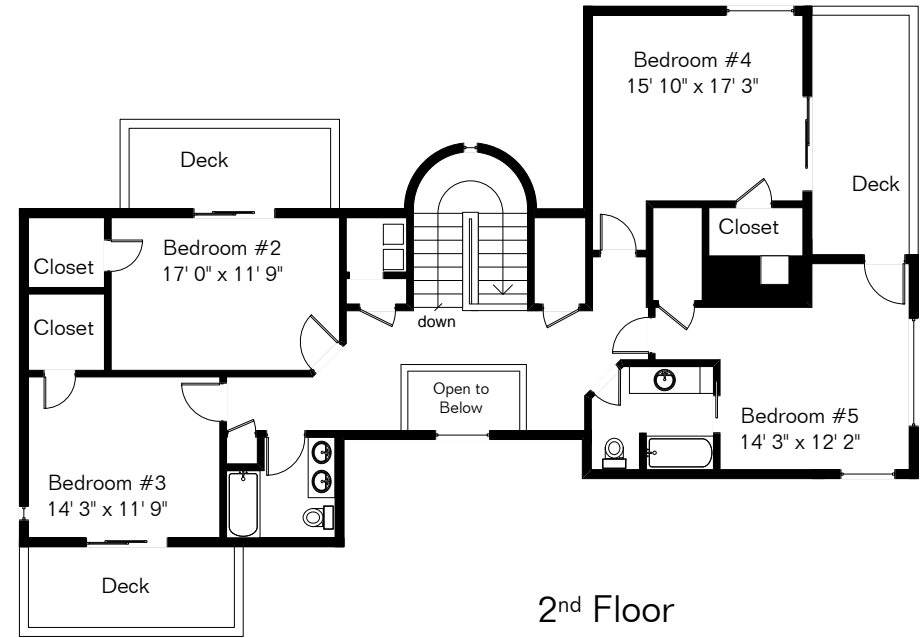 Bedroom #4
15' 10" x 17' 3"
Deck
Deck
Closet
Bedroom #2
17' 0" x 11' 9"
Closet
Closet
down
Open to
Below
Bedroom #5
14' 3" x 12' 2"
Bedroom #3
14' 3" x 11' 9"
Deck
2nd Floor